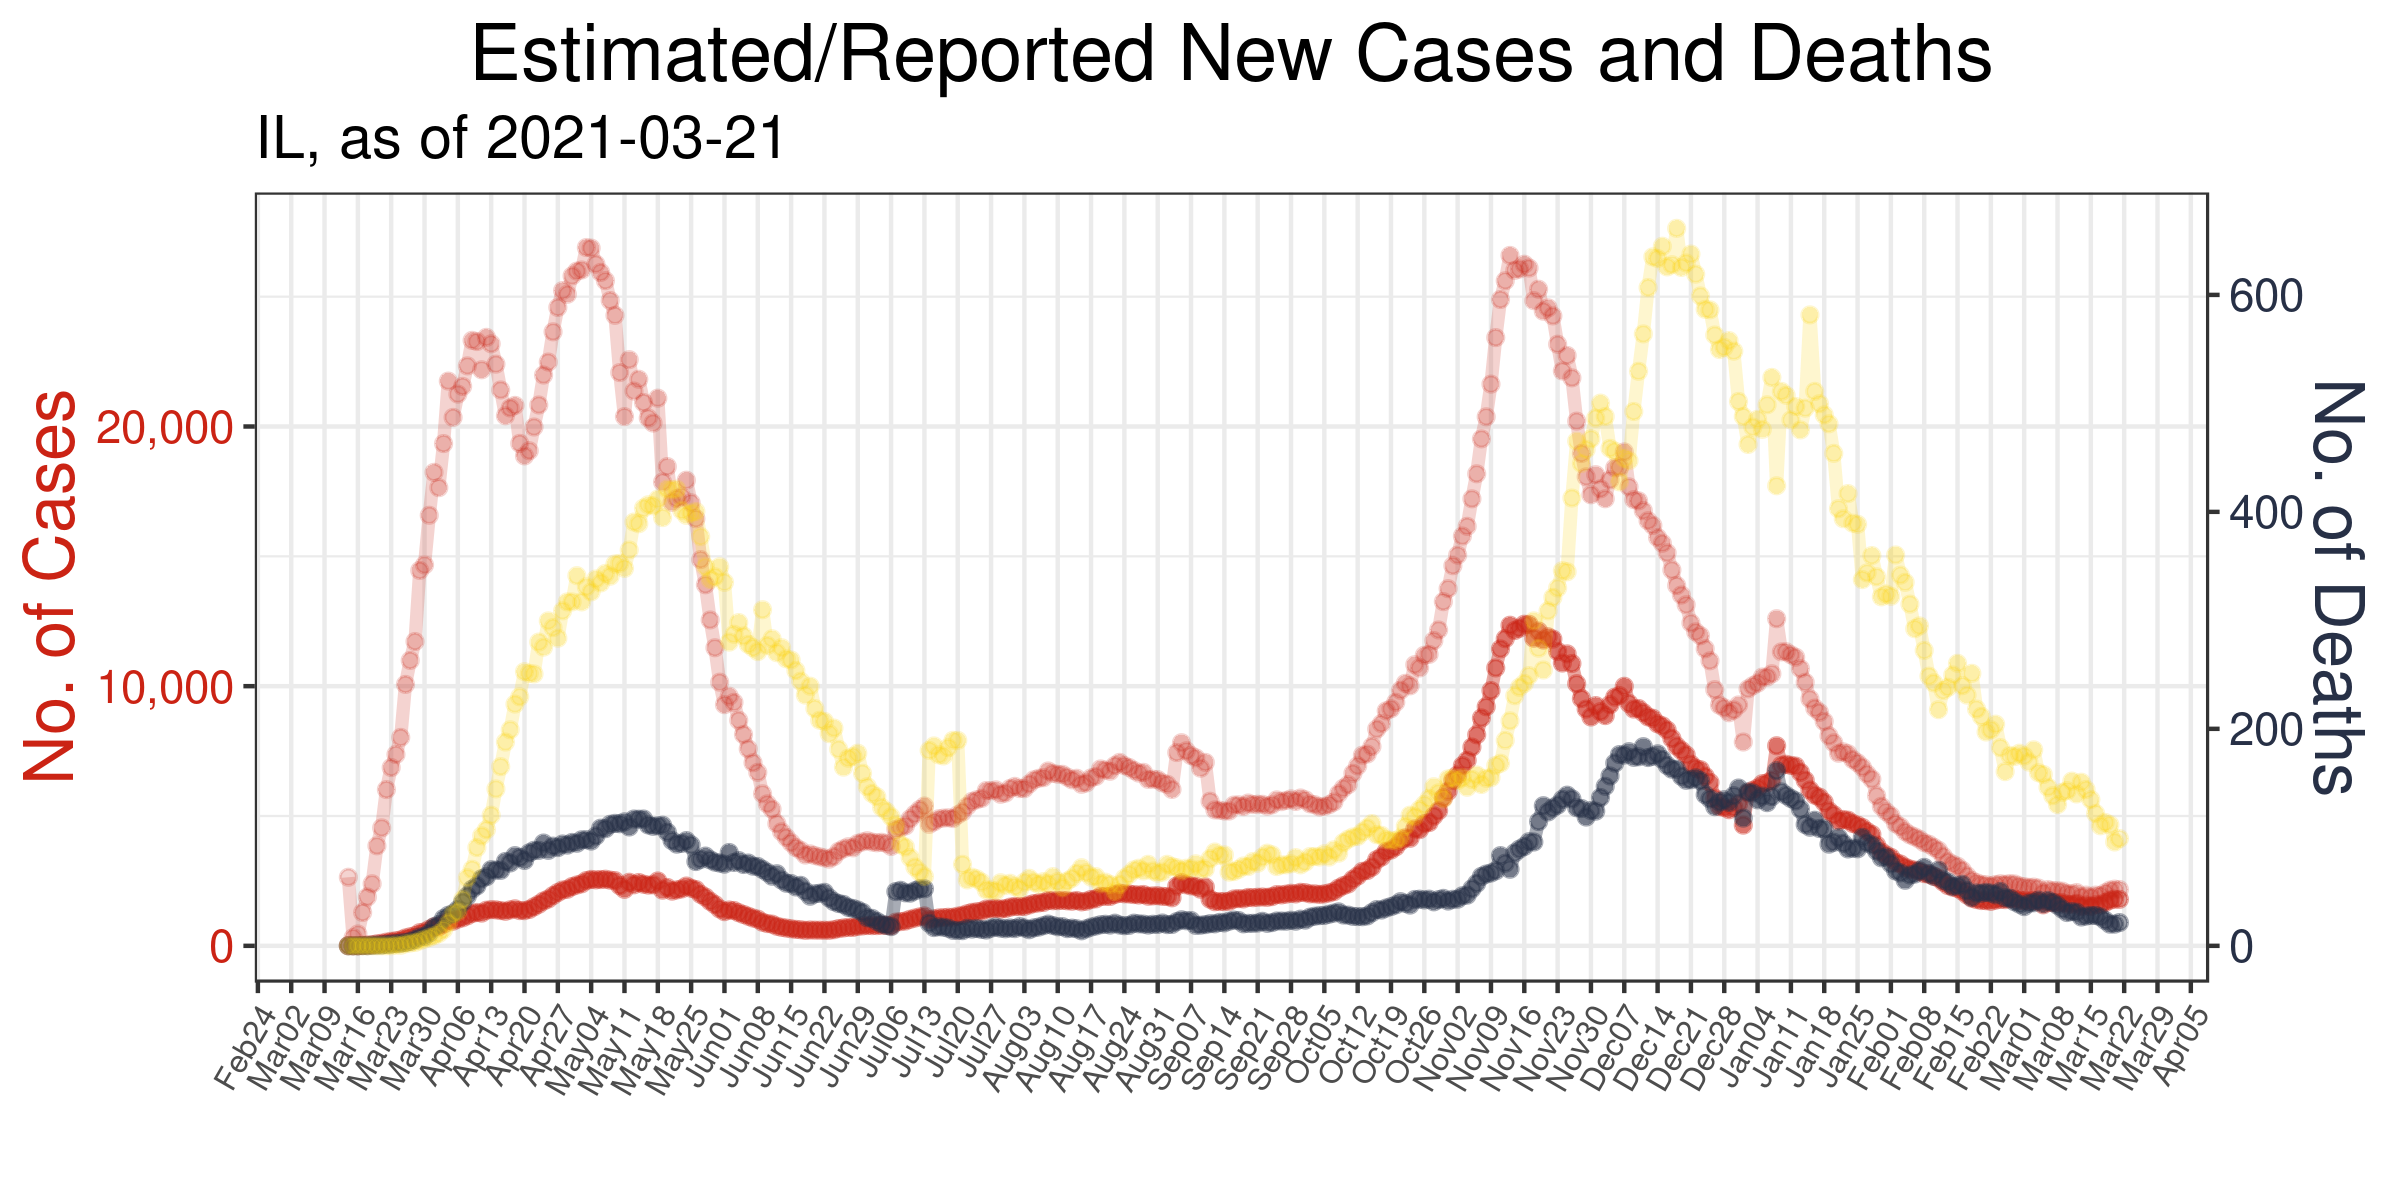 Estimated/Reported New Cases and Deaths
IL, as of 2021-03-21
No. of Cases
20,000
10,000
0
600
400
200
0
No. of Deaths
Feb24
Mar02
Mar09
Mar16
Mar23
Mar30
Apr06
Apr13
Apr20
Apr27
May04
May11
May18
May25
Jun01
Jun08
Jun15
Jun22
Jun29
Jul06
Jul13
Jul20
Jul27
Aug03
Aug10
Aug17
Aug24
Aug31
Sep07
Sep14
Sep21
Sep28
Oct05
Oct12
Oct19
Oct26
Nov02
Nov09
Nov16
Nov23
Nov30
Dec07
Dec14
Dec21
Dec28
Jan04
Jan11
Jan18
Jan25
Feb01
Feb08
Feb15
Feb22
Mar01
Mar08
Mar15
Mar22
Mar29
Apr05